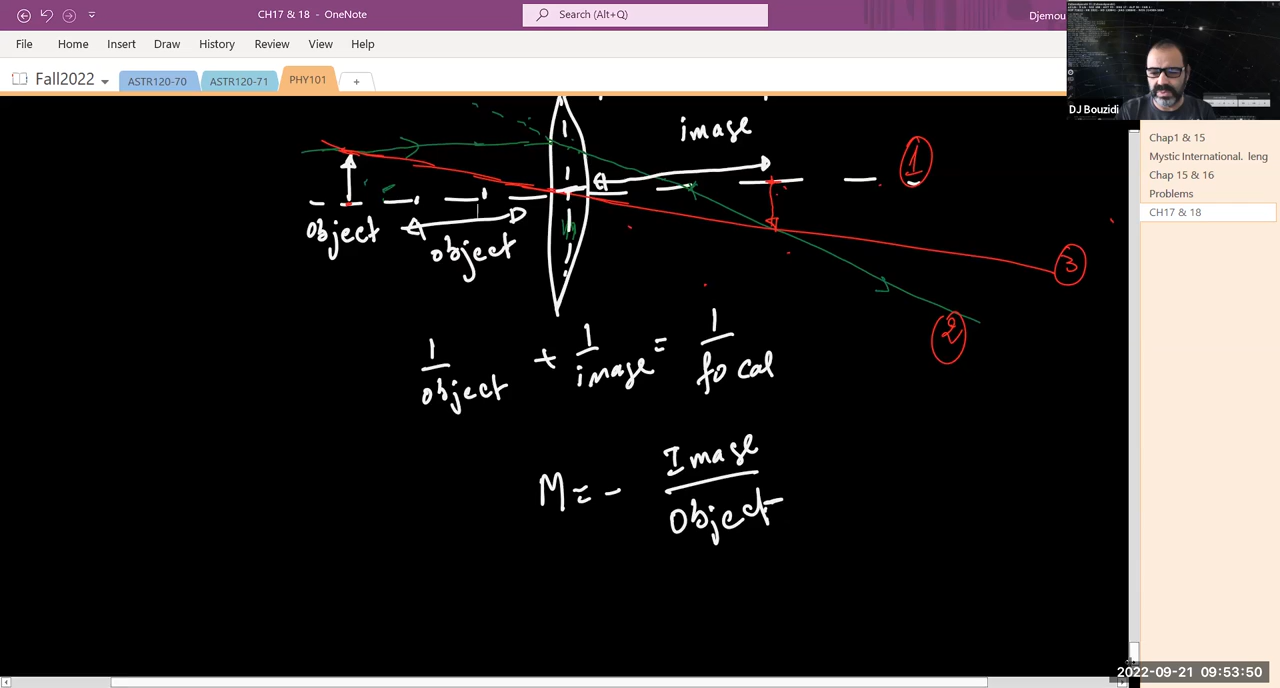 CH17 & 18 - OneNote
Search (Alt+Q)
Djemou
File Home Insert Draw History Review View Help
Fall2022 ASTR120-70 ASTR120-71 PHY101 +
DJ Bouzidi
Chap1 & 15
Mystic International. leng
Chap 15 & 16
Problems
CH17 & 18
image
1
object
object
3
2
1/object + 1/image = 1/focal
M = - Image/Object
2022-09-21 09:53:50